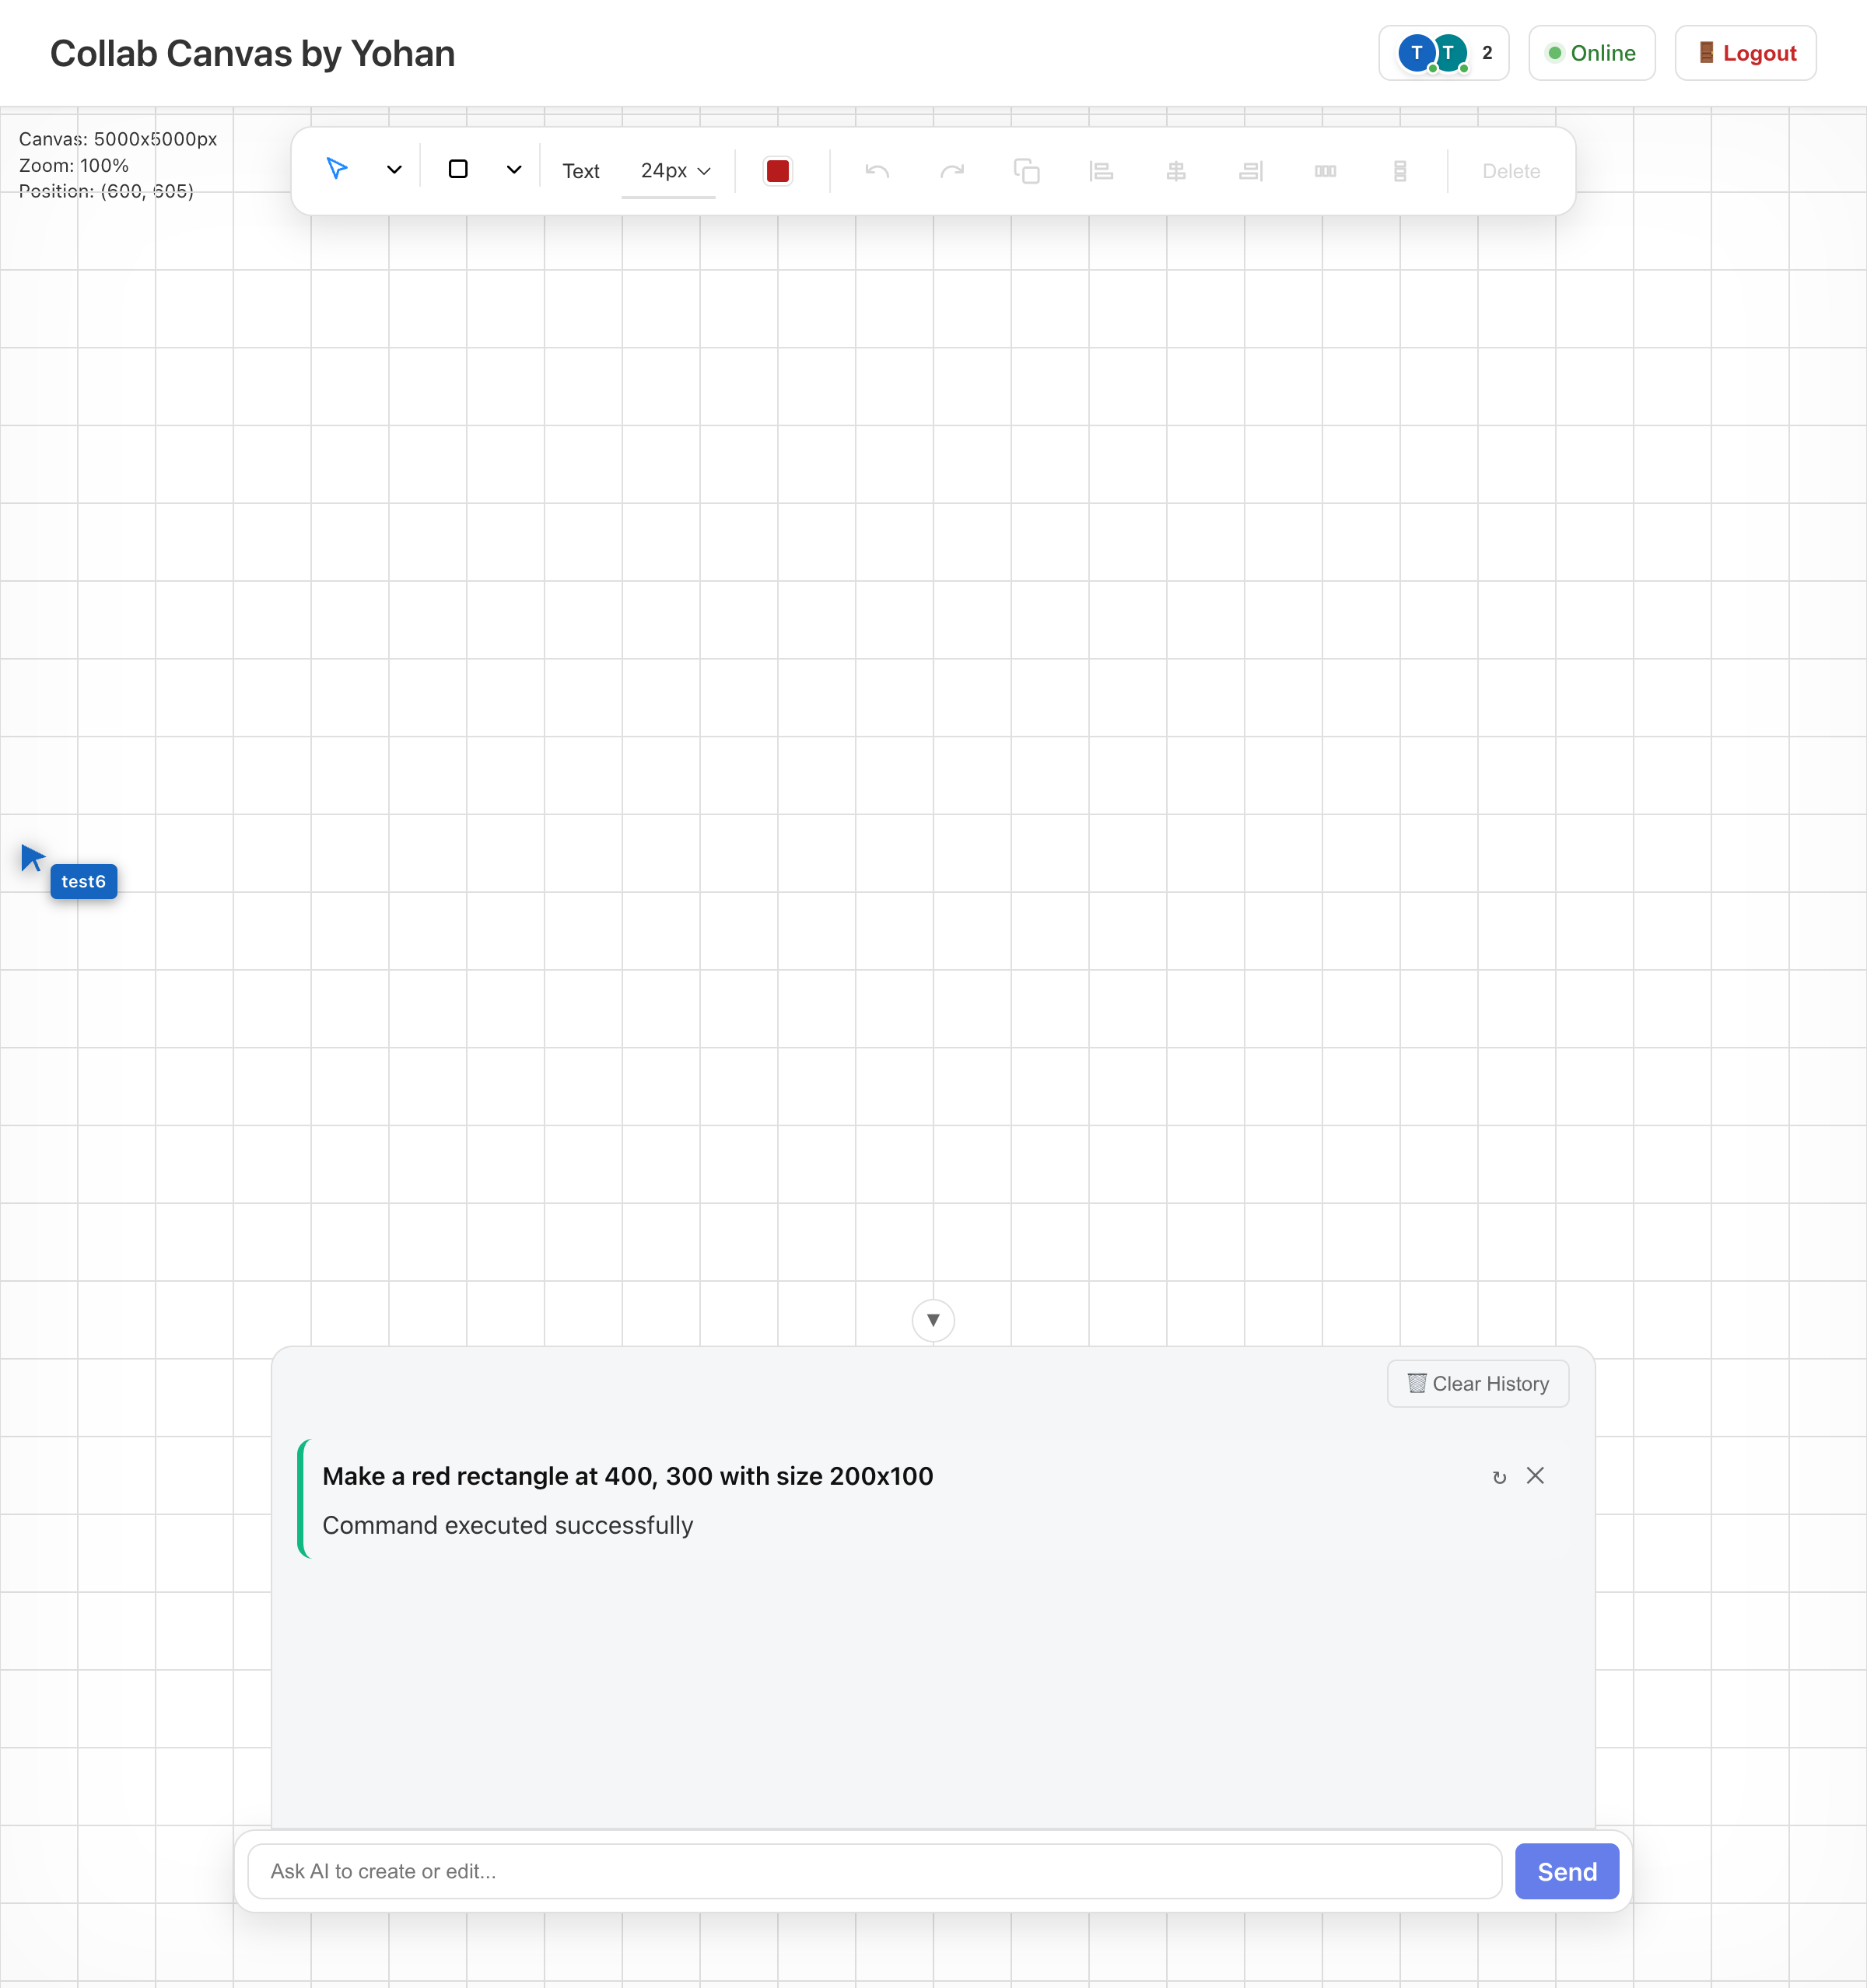 Collab Canvas by Yohan
T T 2
Online
Logout
Canvas: 5000x5000px
Zoom: 100%
Position: (600, 605)
Text 24px Delete
test6
Clear History
Make a red rectangle at 400, 300 with size 200x100
Command executed successfully
Ask AI to create or edit...
Send